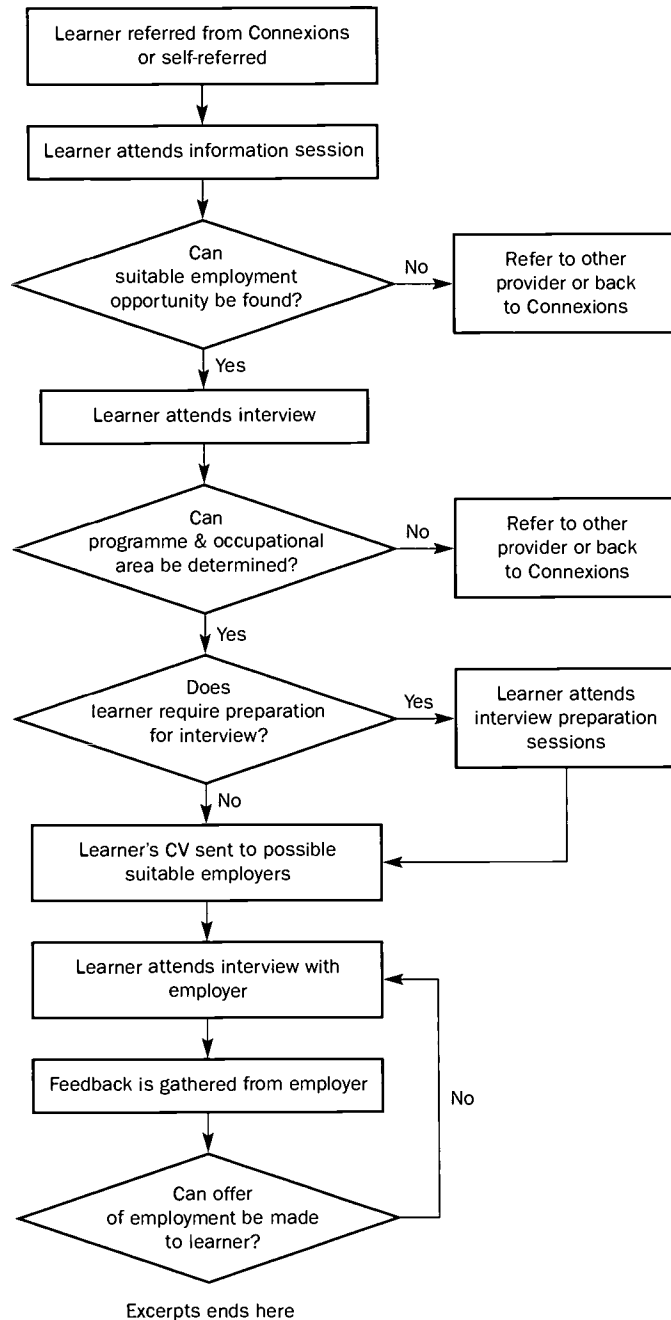 Learner referred from Connexions
or self-referred
Learner attends information session
Can
suitable employment
opportunity be found?
No
Refer to other
provider or back
to Connexions
Yes
Learner attends interview
Can
programme & occupational
area be determined?
No
Refer to other
provider or back
to Connexions
Yes
Does
learner require preparation
for interview?
Yes
Learner attends
interview preparation
sessions
No
Learner's CV sent to possible
suitable employers
Learner attends interview with
employer
Feedback is gathered from employer
No
Can offer
of employment be made
to learner?
Excerpts ends here